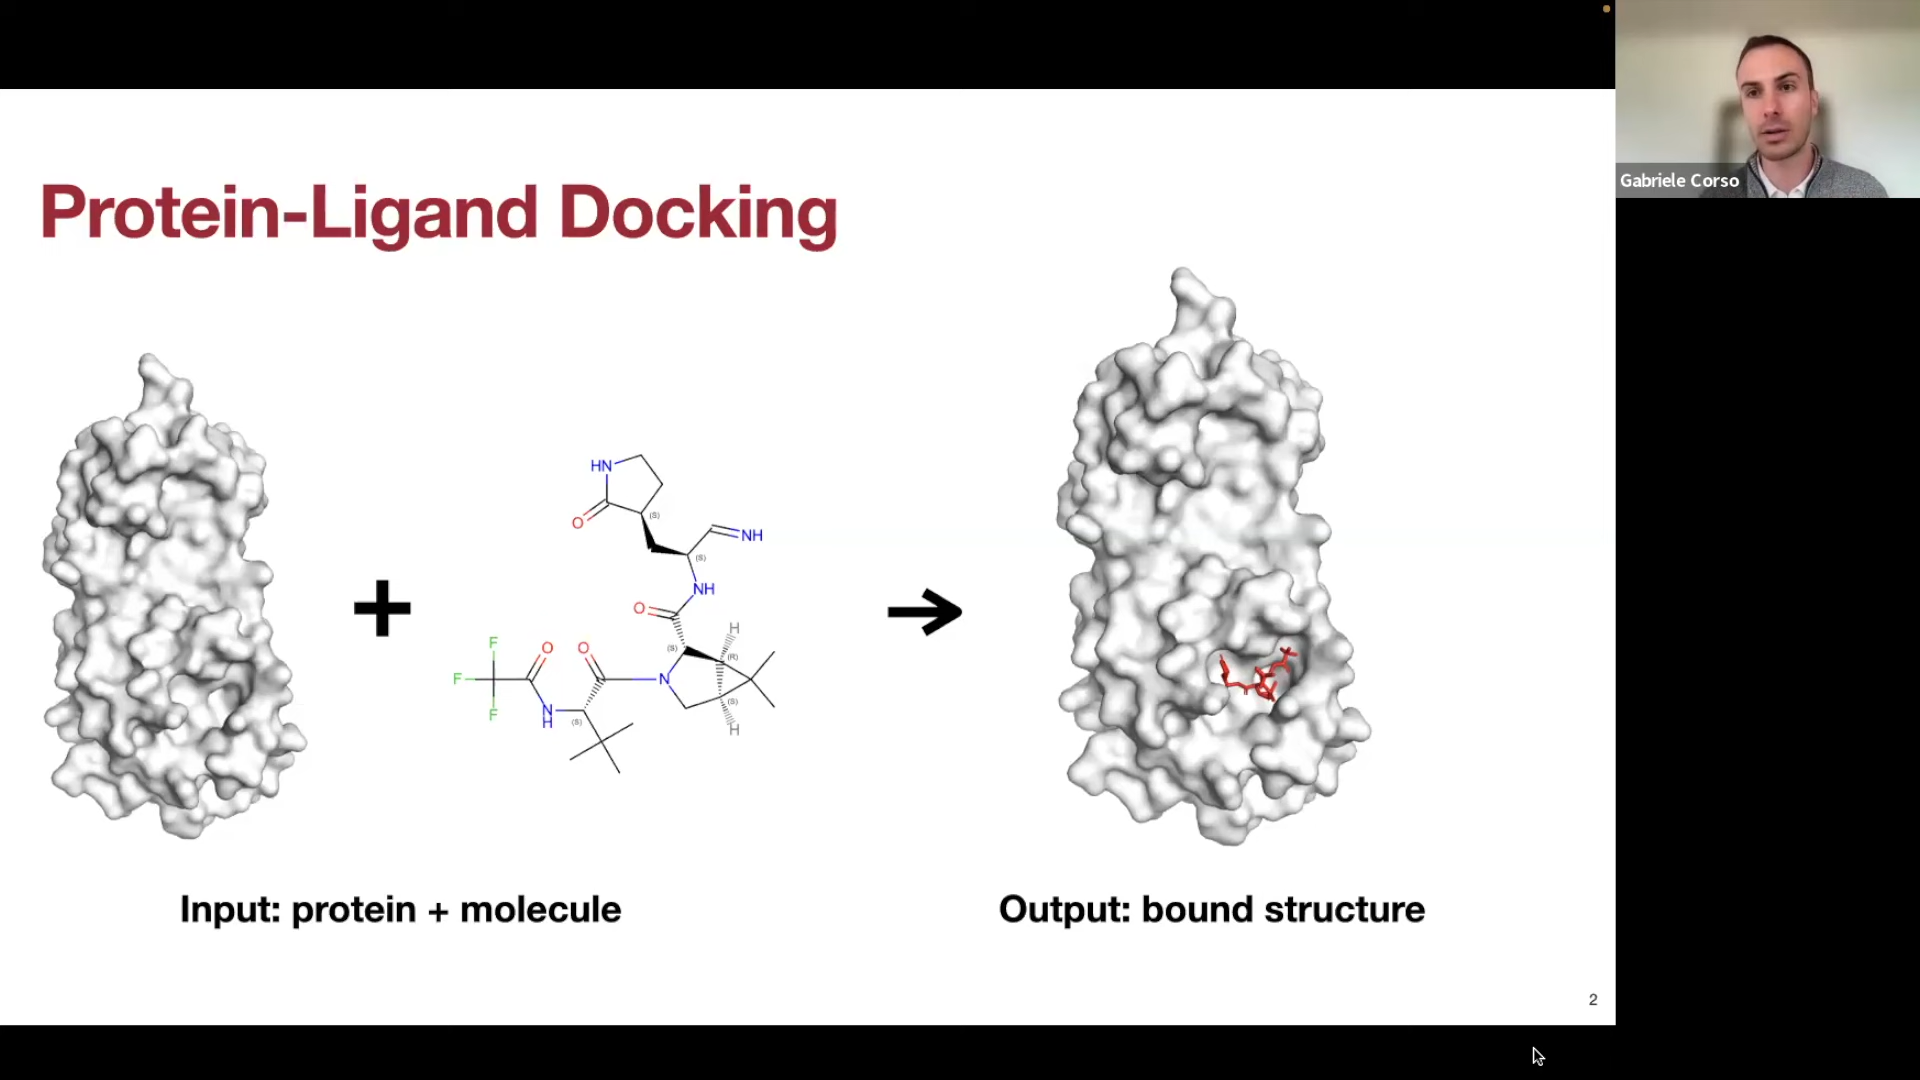 Gabriele Corso
Protein-Ligand Docking
HN
O
(S)
NH
(S)
NH
O
H
F
O
O
(S)
(R)
F
N
F
N
H
(S)
(S)
H
Input: protein + molecule
Output: bound structure
2